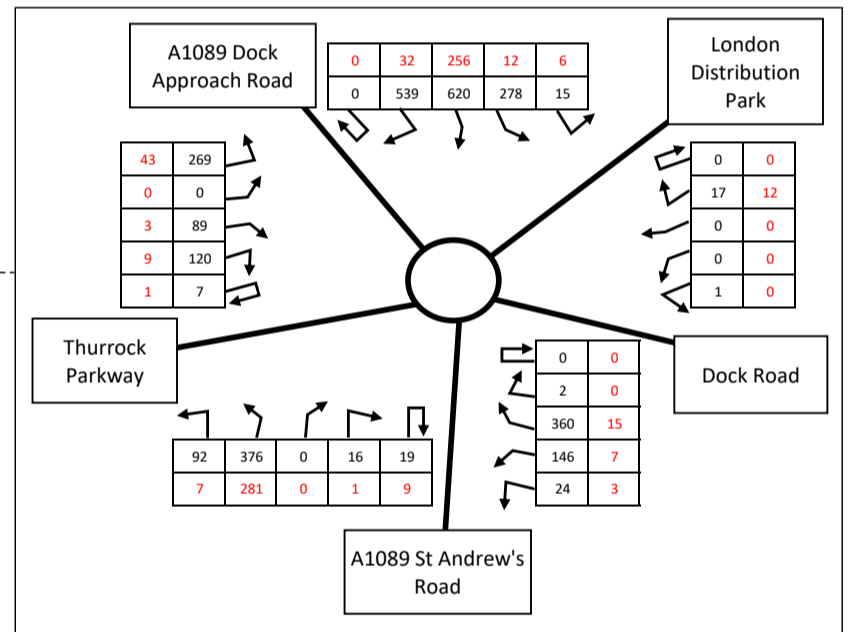 A1089 Dock
Approach Road
0 32 256 12 6
0 539 620 278 15
London
Distribution
Park
43 269
0 0
3 89
9 120
1 7
0 0
17 12
0 0
0 0
1 0
Thurrock
Parkway
0 0
2 0
360 15
146 7
24 3
Dock Road
92 376 0 16 19
7 281 0 1 9
A1089 St Andrew's
Road